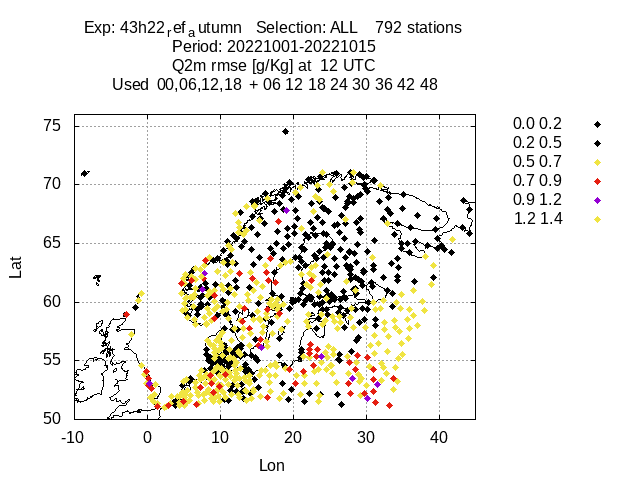 Exp: 43h22ref autumn Selection: ALL 792 stations
Period: 20221001-20221015
Q2m rmse [g/Kg] at 12 UTC
Used 00,06,12,18 + 06 12 18 24 30 36 42 48
75
70
65
60
55
50
Lat
-10 0 10 20 30 40
Lon
0.0 0.2
0.2 0.5
0.5 0.7
0.7 0.9
0.9 1.2
1.2 1.4